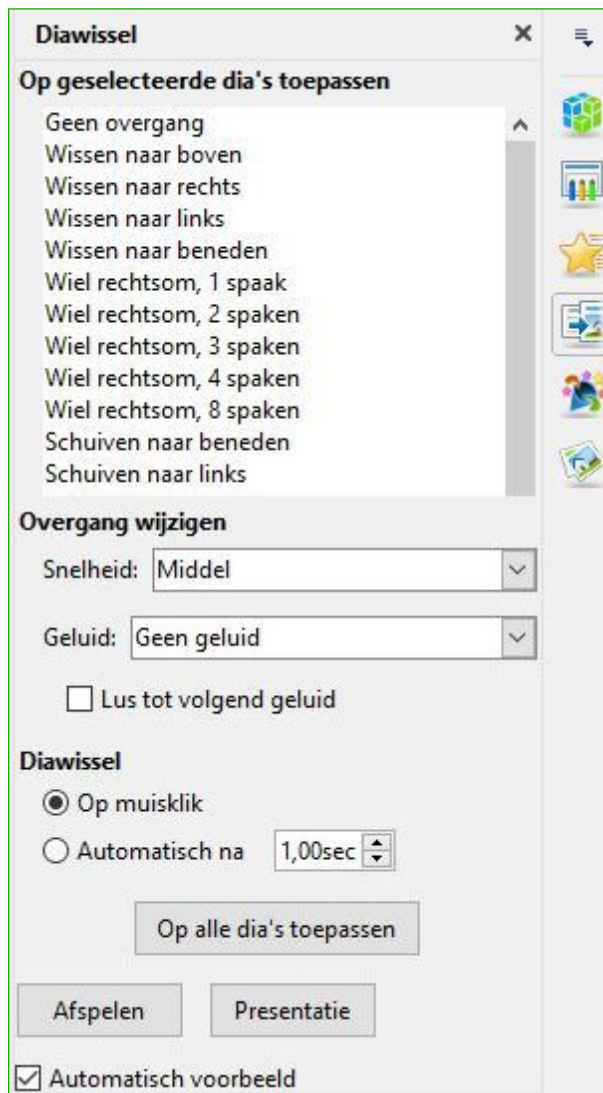 Diawissel
Op geselecteerde dia's toepassen
Geen overgang
Wissen naar boven
Wissen naar rechts
Wissen naar links
Wissen naar beneden
Wiel rechtsom, 1 spaak
Wiel rechtsom, 2 spaken
Wiel rechtsom, 3 spaken
Wiel rechtsom, 4 spaken
Wiel rechtsom, 8 spaken
Schuiven naar beneden
Schuiven naar links
Overgang wijzigen
Snelheid: Middel
Geluid: Geen geluid
Lus tot volgend geluid
Diawissel
Op muisklik
Automatisch na 1,00sec
Op alle dia's toepassen
Afspelen Presentatie
Automatisch voorbeeld